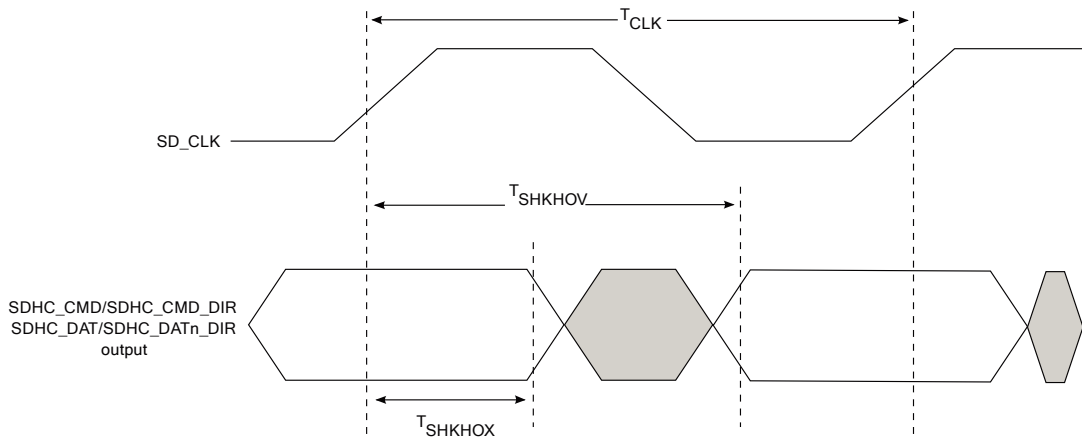 TCLK
SD_CLK
TSHKHOV
SDHC_CMD/SDHC_CMD_DIR
SDHC_DAT/SDHC_DATn_DIR
output
TSHKHOX